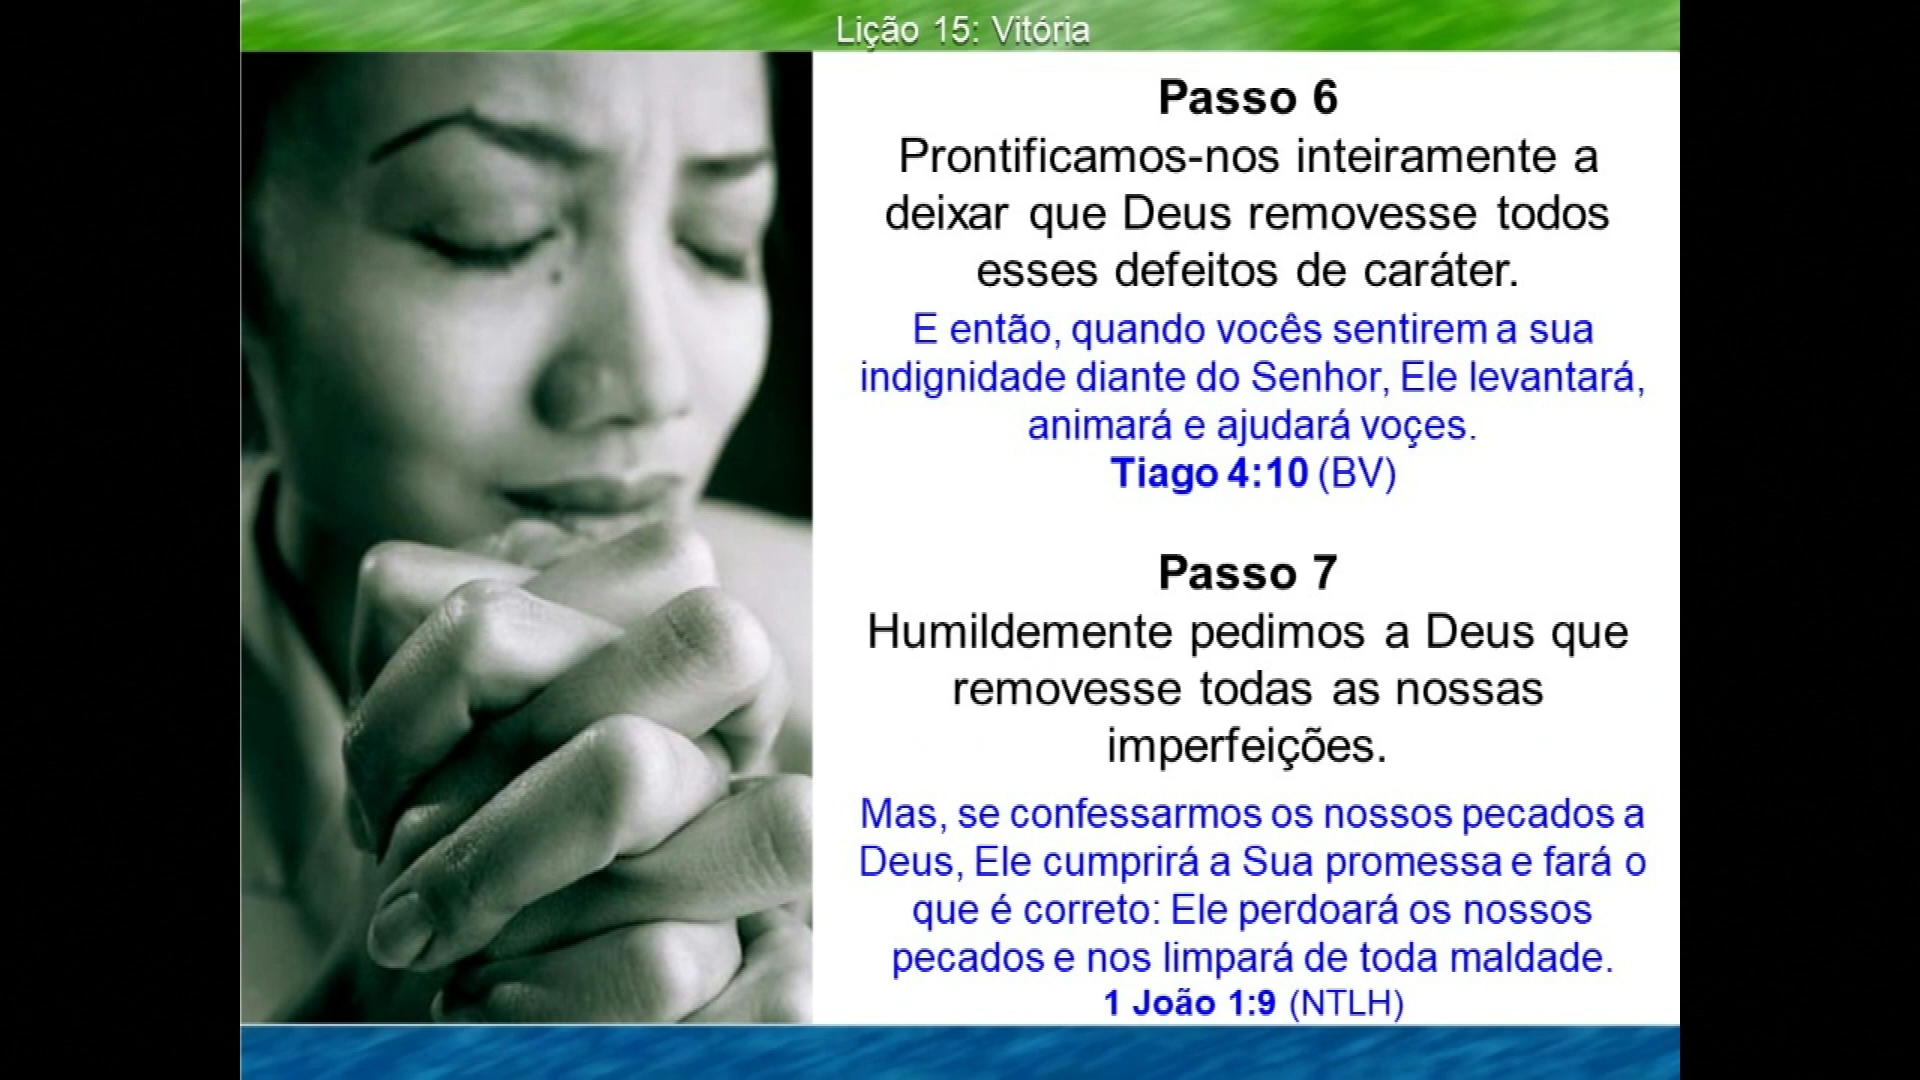 Lição 15: Vitória
Passo 6
Prontificamos-nos inteiramente a
deixar que Deus removesse todos
esses defeitos de caráter.
E então, quando vocês sentirem a sua
indignidade diante do Senhor, Ele levantará,
animará e ajudará voçes.
Tiago 4:10 (BV)
Passo 7
Humildemente pedimos a Deus que
removesse todas as nossas
imperfeições.
Mas, se confessarmos os nossos pecados a
Deus, Ele cumprirá a Sua promessa e fará o
que é correto: Ele perdoará os nossos
pecados e nos limpará de toda maldade.
1 João 1:9 (NTLH)